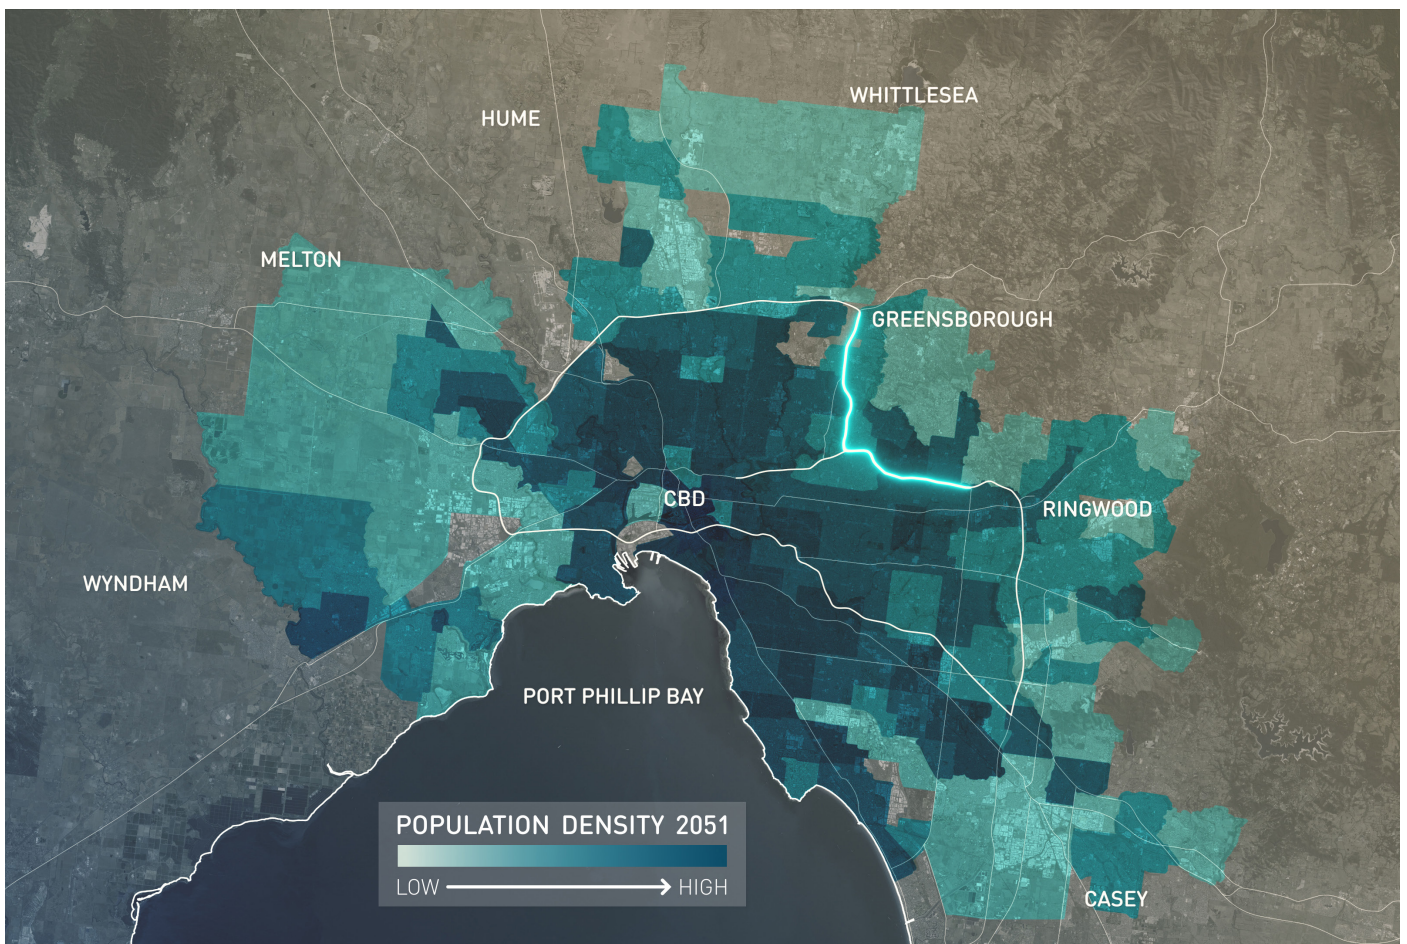 WHITTLESEA
HUME
MELTON
GREENSBOROUGH
CBD
RINGWOOD
WYNDHAM
PORT PHILLIP BAY
POPULATION DENSITY 2051
LOW HIGH
CASEY